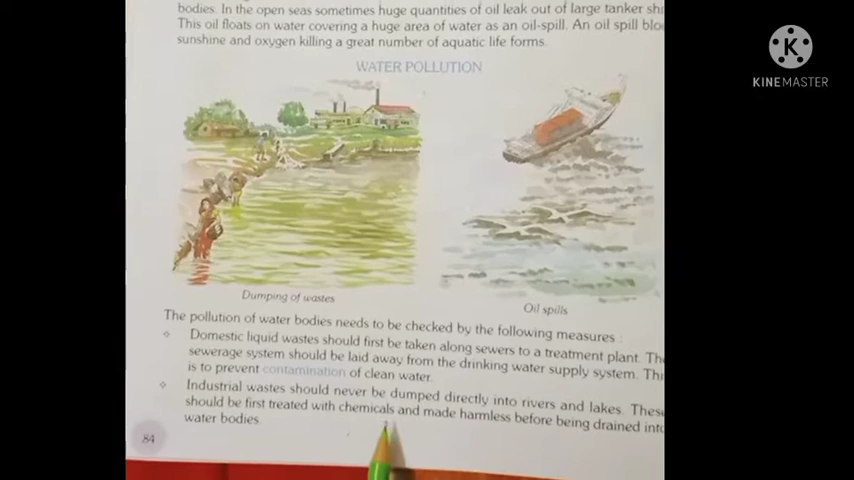 bodies. In the open seas sometimes huge quantities of oil leak out of large tanker
This oil floats on water covering a huge area of water as an oil-spill. An oil spill
sunshine and oxygen killing a great number of aquatic life forms.
WATER POLLUTION
K
KINEMASTER
Dumping of wastes
Oil spills
The pollution of water bodies needs to be checked by the following measures :
❖ Domestic liquid wastes should first be taken along sewers to a treatment plant.
sewerage system should be laid away from the drinking water supply system.
is to prevent contamination of clean water.
❖ Industrial wastes should never be dumped directly into rivers and lakes. These
should be first treated with chemicals and made harmless before being drained into
water bodies.
84